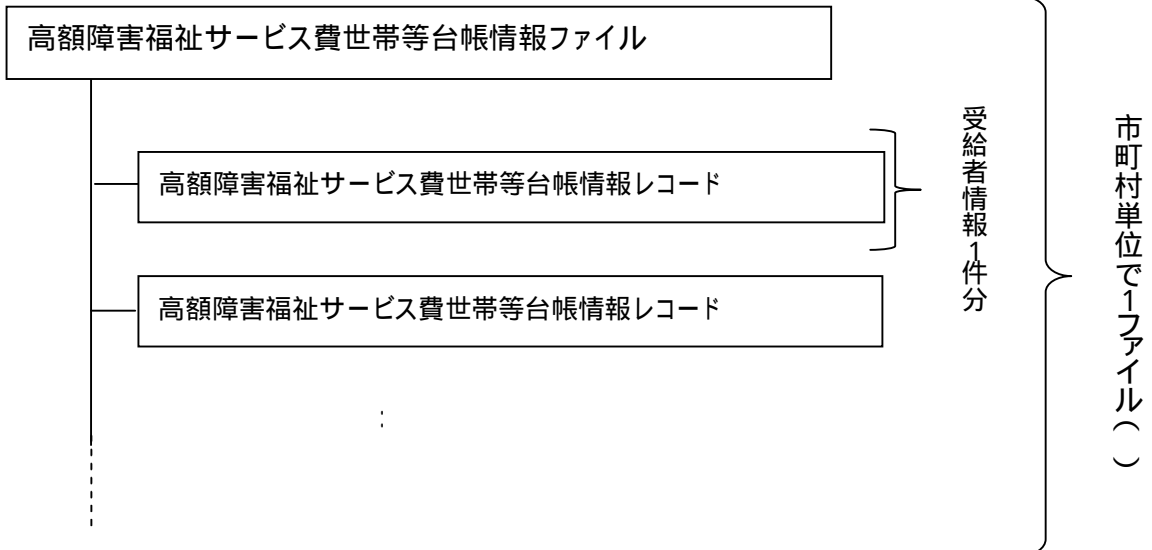 高額障害福祉サービス費世帯等台帳情報ファイル
高額障害福祉サービス費世帯等台帳情報レコード
高額障害福祉サービス費世帯等台帳情報レコード
:
受給者情報1件分
市町村単位で1ファイル( )